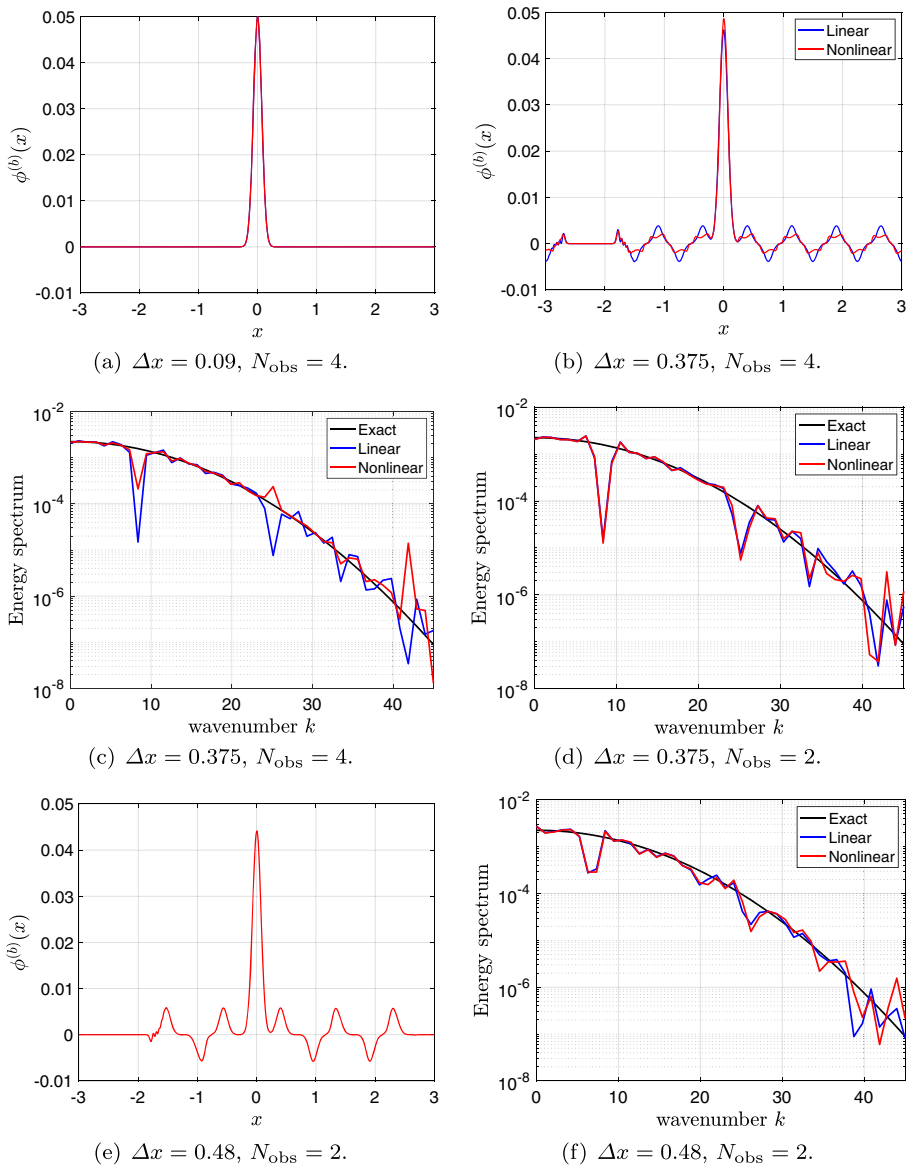 0.05
0.04
0.03
0.02
0.01
0
-0.01
ϕ^(b)(x)
-3 -2 -1 0 1 2 3
x
(a) Δx = 0.09, N_obs = 4.
0.05
0.04
0.03
0.02
0.01
0
-0.01
ϕ^(b)(x)
Linear
Nonlinear
-3 -2 -1 0 1 2 3
x
(b) Δx = 0.375, N_obs = 4.
10^-2
10^-4
10^-6
10^-8
Energy spectrum
Exact
Linear
Nonlinear
0 10 20 30 40
wavenumber k
(c) Δx = 0.375, N_obs = 4.
10^-2
10^-4
10^-6
10^-8
Energy spectrum
Exact
Linear
Nonlinear
0 10 20 30 40
wavenumber k
(d) Δx = 0.375, N_obs = 2.
0.05
0.04
0.03
0.02
0.01
0
-0.01
ϕ^(b)(x)
-3 -2 -1 0 1 2 3
x
(e) Δx = 0.48, N_obs = 2.
10^-2
10^-4
10^-6
10^-8
Energy spectrum
Exact
Linear
Nonlinear
0 10 20 30 40
wavenumber k
(f) Δx = 0.48, N_obs = 2.